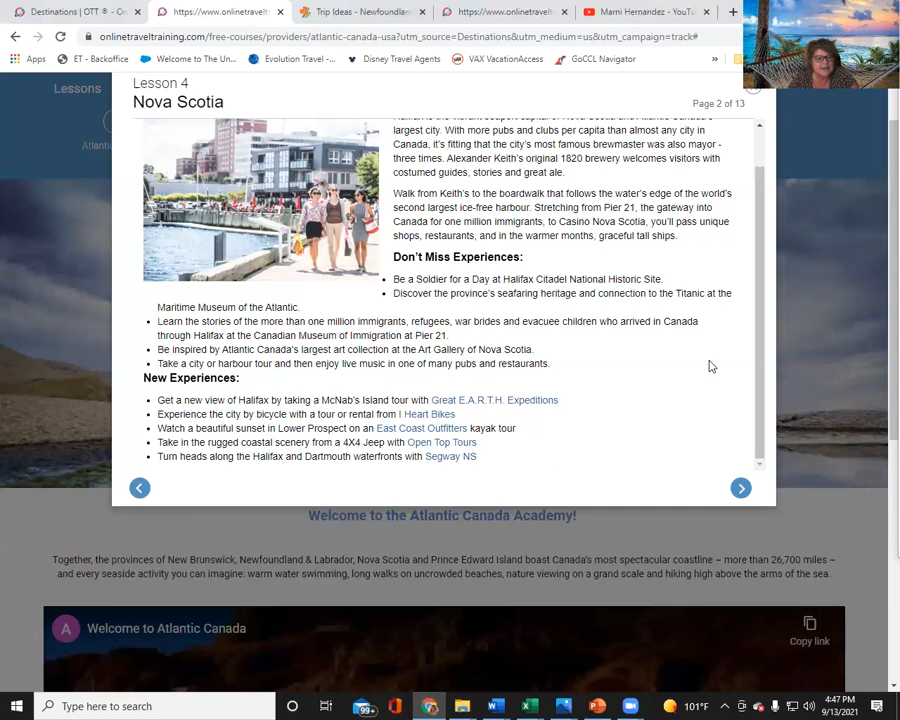 Destinations | OTT ® - On
https://www.onlinetravelt
Trip Ideas - Newfoundlan
https://www.onlinetravelt
Marni Hernandez - YouTu
onlinetraveltraining.com/free-courses/providers/atlantic-canada-usa?utm_source=Destinations&utm_medium=us&utm_campaign=track#
Apps
ET - Backoffice
Welcome to The Un...
Evolution Travel -...
Disney Travel Agents
VAX VacationAccess
GoCCL Navigator
»
Lessons
Atlantic
Lesson 4
Nova Scotia
Page 2 of 13
Halifax is the vibrant seaport capital of Nova Scotia and Atlantic Canada's
largest city. With more pubs and clubs per capita than almost any city in
Canada, it's fitting that the city's most famous brewmaster was also mayor -
three times. Alexander Keith's original 1820 brewery welcomes visitors with
costumed guides, stories and great ale.
Walk from Keith's to the boardwalk that follows the water's edge of the world's
second largest ice-free harbour. Stretching from Pier 21, the gateway into
Canada for one million immigrants, to Casino Nova Scotia, you'll pass unique
shops, restaurants, and in the warmer months, graceful tall ships.
Don't Miss Experiences:
• Be a Soldier for a Day at Halifax Citadel National Historic Site.
• Discover the province's seafaring heritage and connection to the Titanic at the
Maritime Museum of the Atlantic.
• Learn the stories of the more than one million immigrants, refugees, war brides and evacuee children who arrived in Canada
through Halifax at the Canadian Museum of Immigration at Pier 21.
• Be inspired by Atlantic Canada's largest art collection at the Art Gallery of Nova Scotia.
• Take a city or harbour tour and then enjoy live music in one of many pubs and restaurants.
New Experiences:
• Get a new view of Halifax by taking a McNab's Island tour with Great E.A.R.T.H. Expeditions
• Experience the city by bicycle with a tour or rental from I Heart Bikes
• Watch a beautiful sunset in Lower Prospect on an East Coast Outfitters kayak tour
• Take in the rugged coastal scenery from a 4X4 Jeep with Open Top Tours
• Turn heads along the Halifax and Dartmouth waterfronts with Segway NS
Welcome to the Atlantic Canada Academy!
Together, the provinces of New Brunswick, Newfoundland & Labrador, Nova Scotia and Prince Edward Island boast Canada's most spectacular coastline – more than 26,700 miles –
and every seaside activity you can imagine: warm water swimming, long walks on uncrowded beaches, nature viewing on a grand scale and hiking high above the arms of the sea.
A
Welcome to Atlantic Canada
Copy link
Type here to search
99+
101°F
4:47 PM
9/13/2021